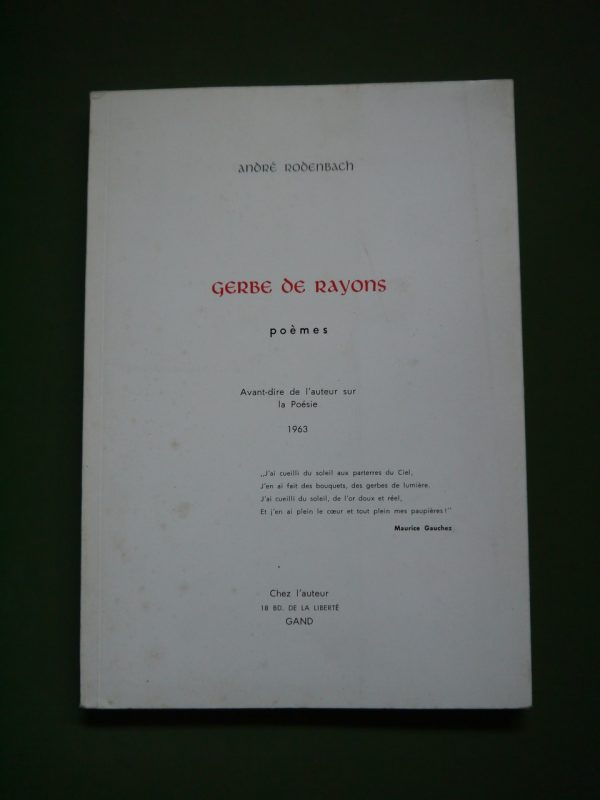 André Rodenbach
Gerbe de Rayons
poèmes
Avant-dire de l'auteur sur
la Poésie
1963
„J'ai cueilli du soleil aux parterres du Ciel,
J'en ai fait des bouquets, des gerbes de lumière.
J'ai cueilli du soleil, de l'or doux et réel,
Et j'en ai plein le cœur et tout plein mes paupières!"
Maurice Gauchez
Chez l'auteur
18 BD. DE LA LIBERTÉ
GAND